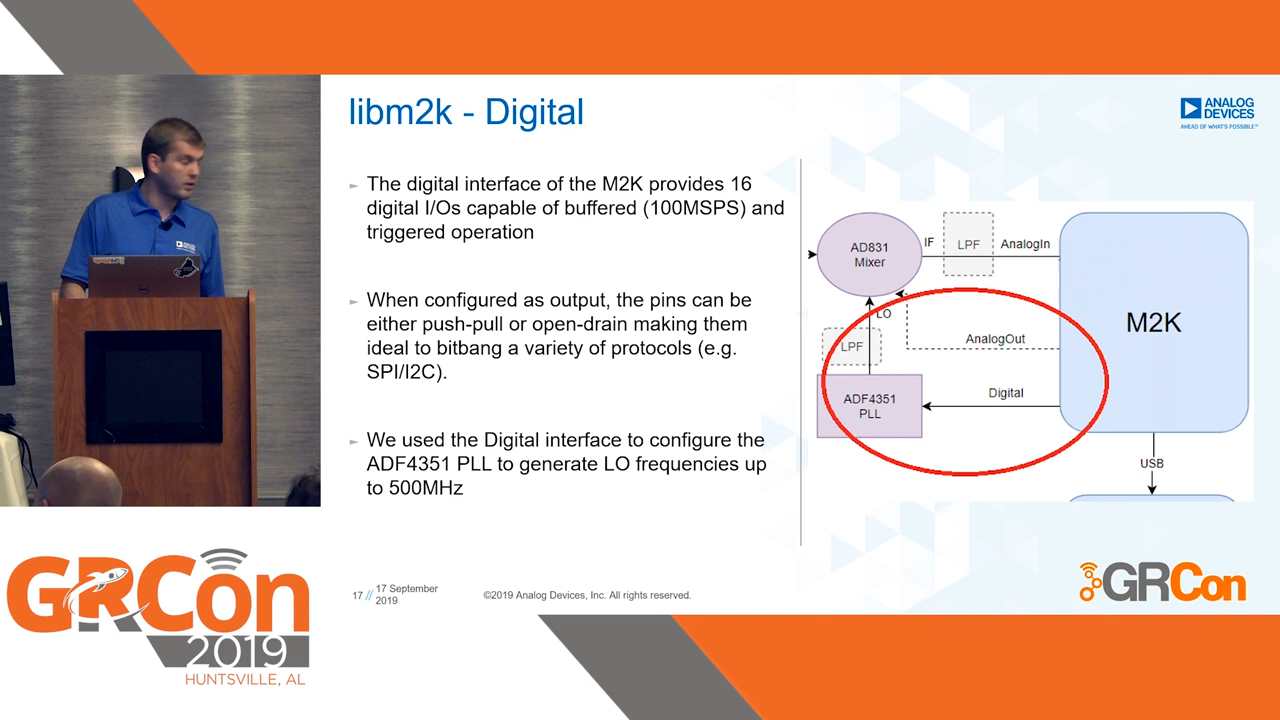 libm2k - Digital
ANALOG
DEVICES
AHEAD OF WHAT'S POSSIBLE™
► The digital interface of the M2K provides 16
digital I/Os capable of buffered (100MSPS) and
triggered operation
► When configured as output, the pins can be
either push-pull or open-drain making them
ideal to bitbang a variety of protocols (e.g.
SPI/I2C).
► We used the Digital interface to configure the
ADF4351 PLL to generate LO frequencies up
to 500MHz
AD831
Mixer
IF
LPF
AnalogIn
M2K
LO
LPF
AnalogOut
ADF4351
PLL
Digital
USB
17 // 17 September
2019
©2019 Analog Devices, Inc. All rights reserved.
GRCon
GRCon
2019
HUNTSVILLE, AL